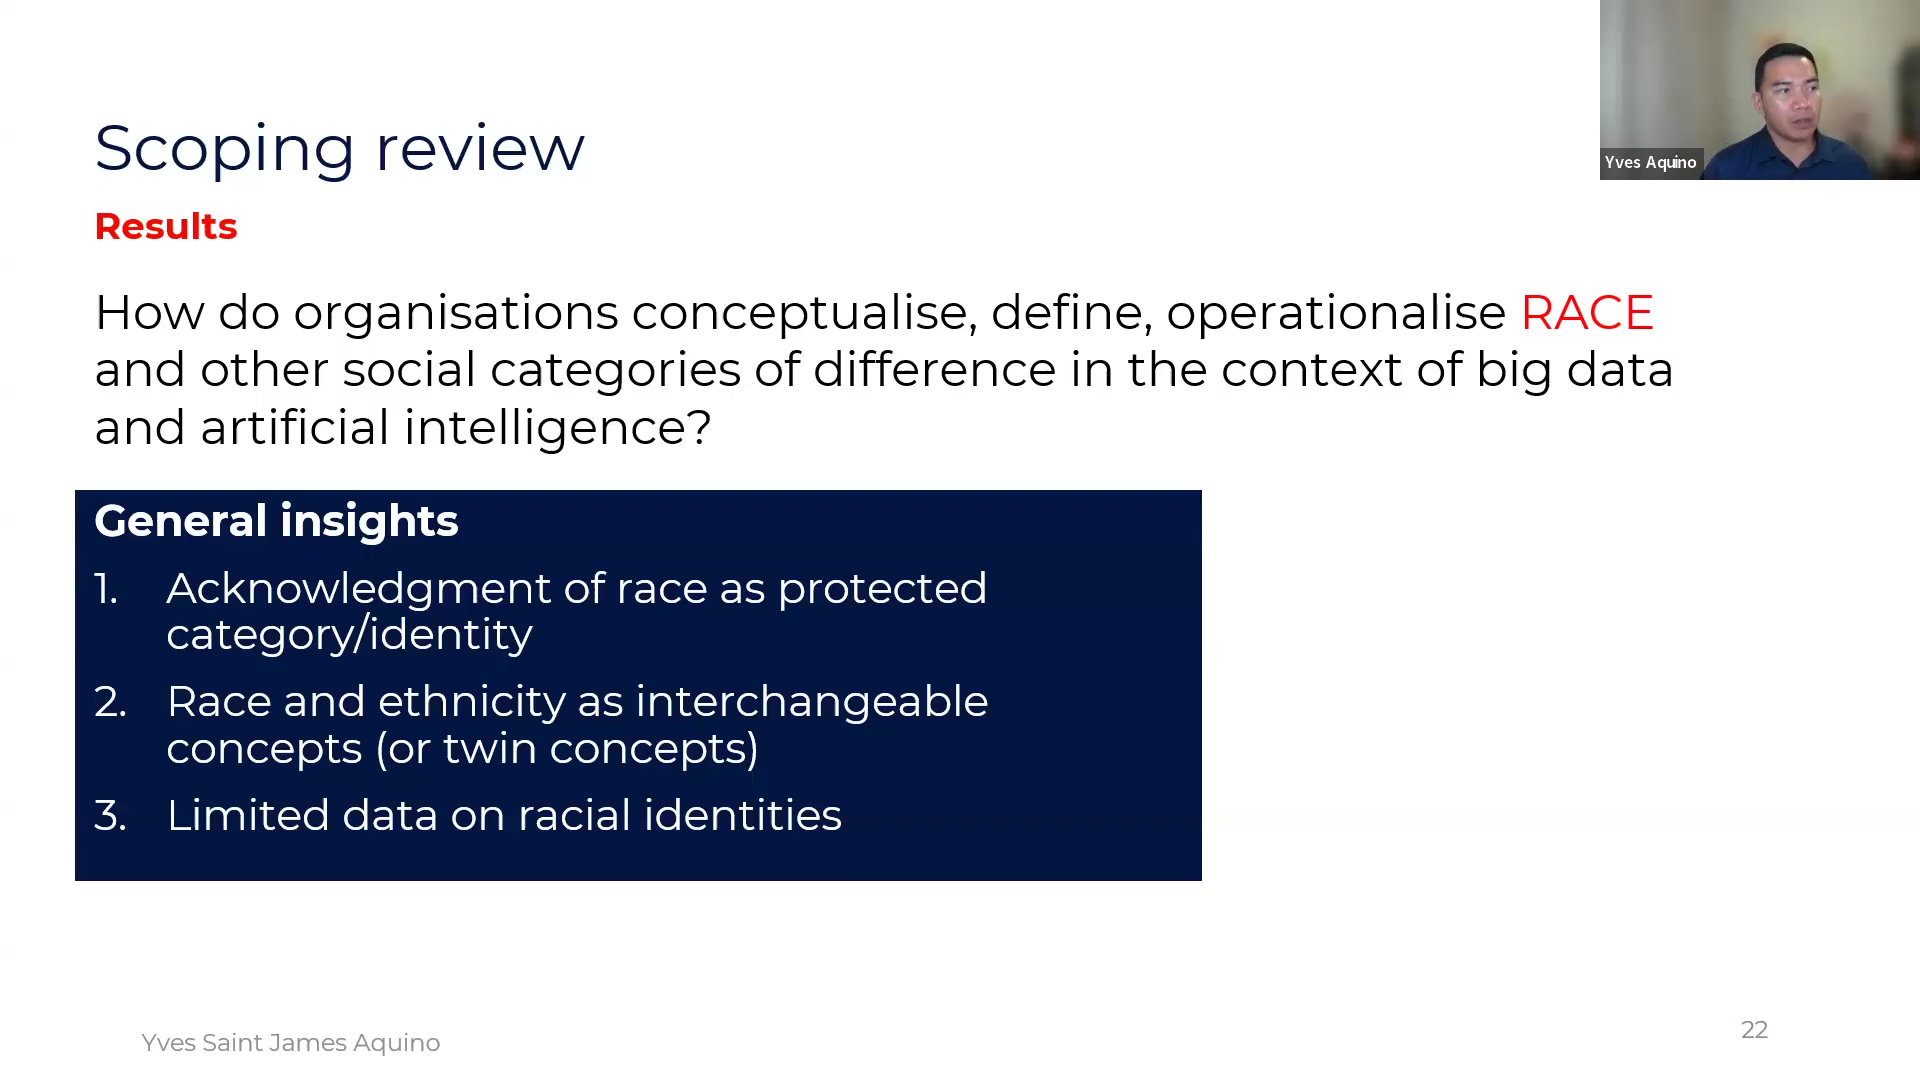 Scoping review
Yves Aquino
Results
How do organisations conceptualise, define, operationalise RACE
and other social categories of difference in the context of big data
and artificial intelligence?
General insights
1. Acknowledgment of race as protected
category/identity
2. Race and ethnicity as interchangeable
concepts (or twin concepts)
3. Limited data on racial identities
Yves Saint James Aquino
22